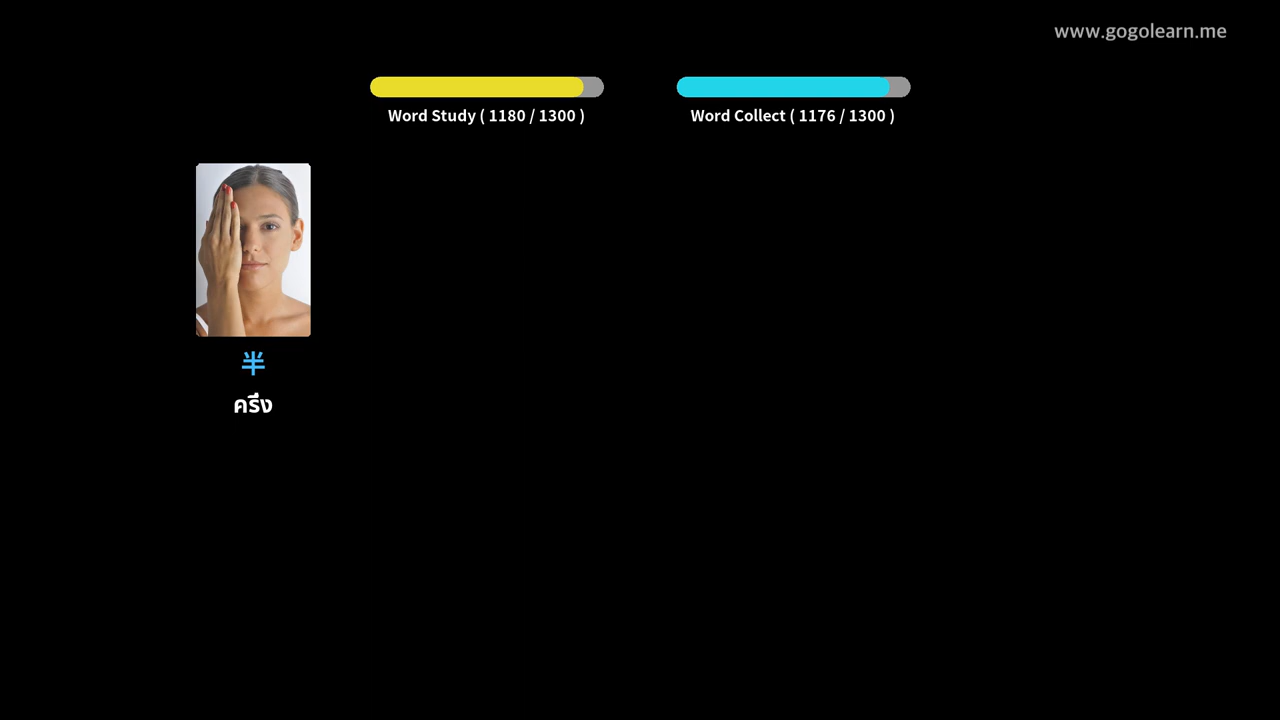 www.gogolearn.me
Word Study ( 1180 / 1300 )
Word Collect ( 1176 / 1300 )
半
ครึ่ง